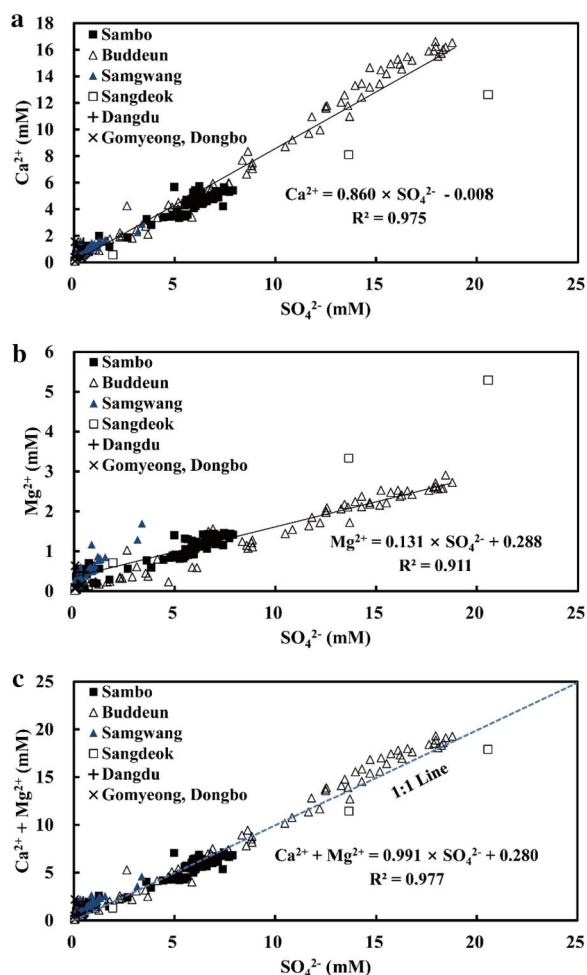 a
18
16
14
12
10
8
6
4
2
0
Ca²⁺ (mM)
Sambo
Buddeun
Samgwang
Sangdeok
Dangdu
Gomyeong, Dongbo
Ca²⁺ = 0.860 × SO₄²⁻ - 0.008
R² = 0.975
0 5 10 15 20 25
SO₄²⁻ (mM)
b
6
5
4
3
2
1
0
Mg²⁺ (mM)
Sambo
Buddeun
Samgwang
Sangdeok
Dangdu
Gomyeong, Dongbo
Mg²⁺ = 0.131 × SO₄²⁻ + 0.288
R² = 0.911
0 5 10 15 20 25
SO₄²⁻ (mM)
c
25
20
15
10
5
0
Ca²⁺ + Mg²⁺ (mM)
Sambo
Buddeun
Samgwang
Sangdeok
Dangdu
Gomyeong, Dongbo
1:1 Line
Ca²⁺ + Mg²⁺ = 0.991 × SO₄²⁻ + 0.280
R² = 0.977
0 5 10 15 20 25
SO₄²⁻ (mM)